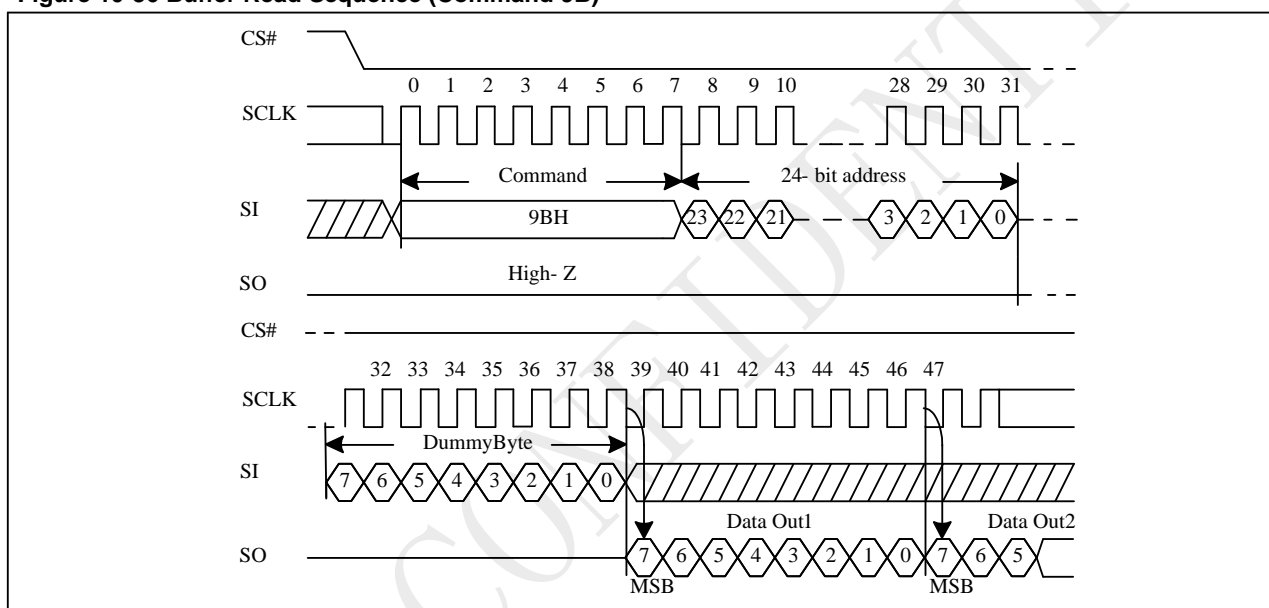 Figure 10-30 Buffer Read Sequence (Command 9B)
CS#
0 1 2 3 4 5 6 7 8 9 10 28 29 30 31
SCLK
Command 24- bit address
SI 9BH 23 22 21 3 2 1 0
High- Z
SO
CS#
32 33 34 35 36 37 38 39 40 41 42 43 44 45 46 47
SCLK
DummyByte
SI 7 6 5 4 3 2 1 0
Data Out1 Data Out2
SO 7 6 5 4 3 2 1 0 7 6 5
MSB MSB
CONFIDENT